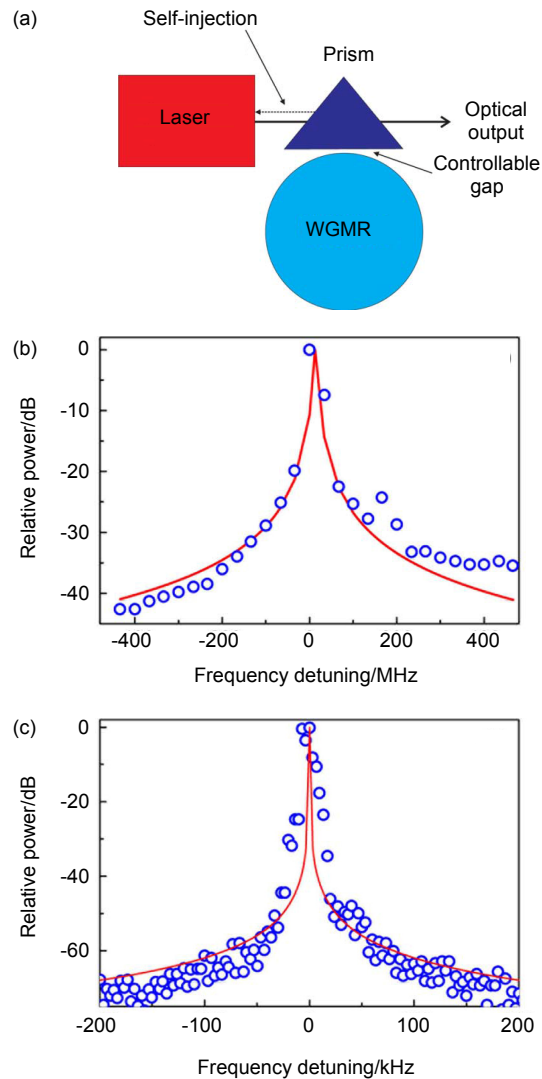 (a)
Self-injection
Prism
Laser
Optical
output
Controllable
gap
WGMR
(b)
0
-10
-20
-30
-40
Relative power/dB
-400 -200 0 200 400
Frequency detuning/MHz
(c)
0
-20
-40
-60
Relative power/dB
-200 -100 0 100 200
Frequency detuning/kHz